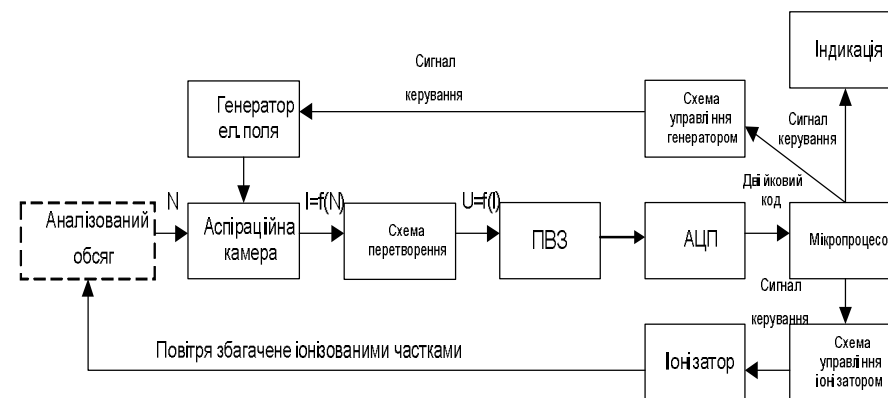 Індикація
Сигнал
керування
Генератор
ел. поля
Схема
управління
генератором
Сигнал
керування
Двійковий
код
N
I=f(N)
U=f(I)
Аналізований
обсяг
Аспіраційна
камера
Схема
перетворення
ПВЗ
АЦП
Мікропроцесо
Сигнал
керування
Повітря збагачене іонізованими частками
Іонізатор
Схема
управління
іонізатором